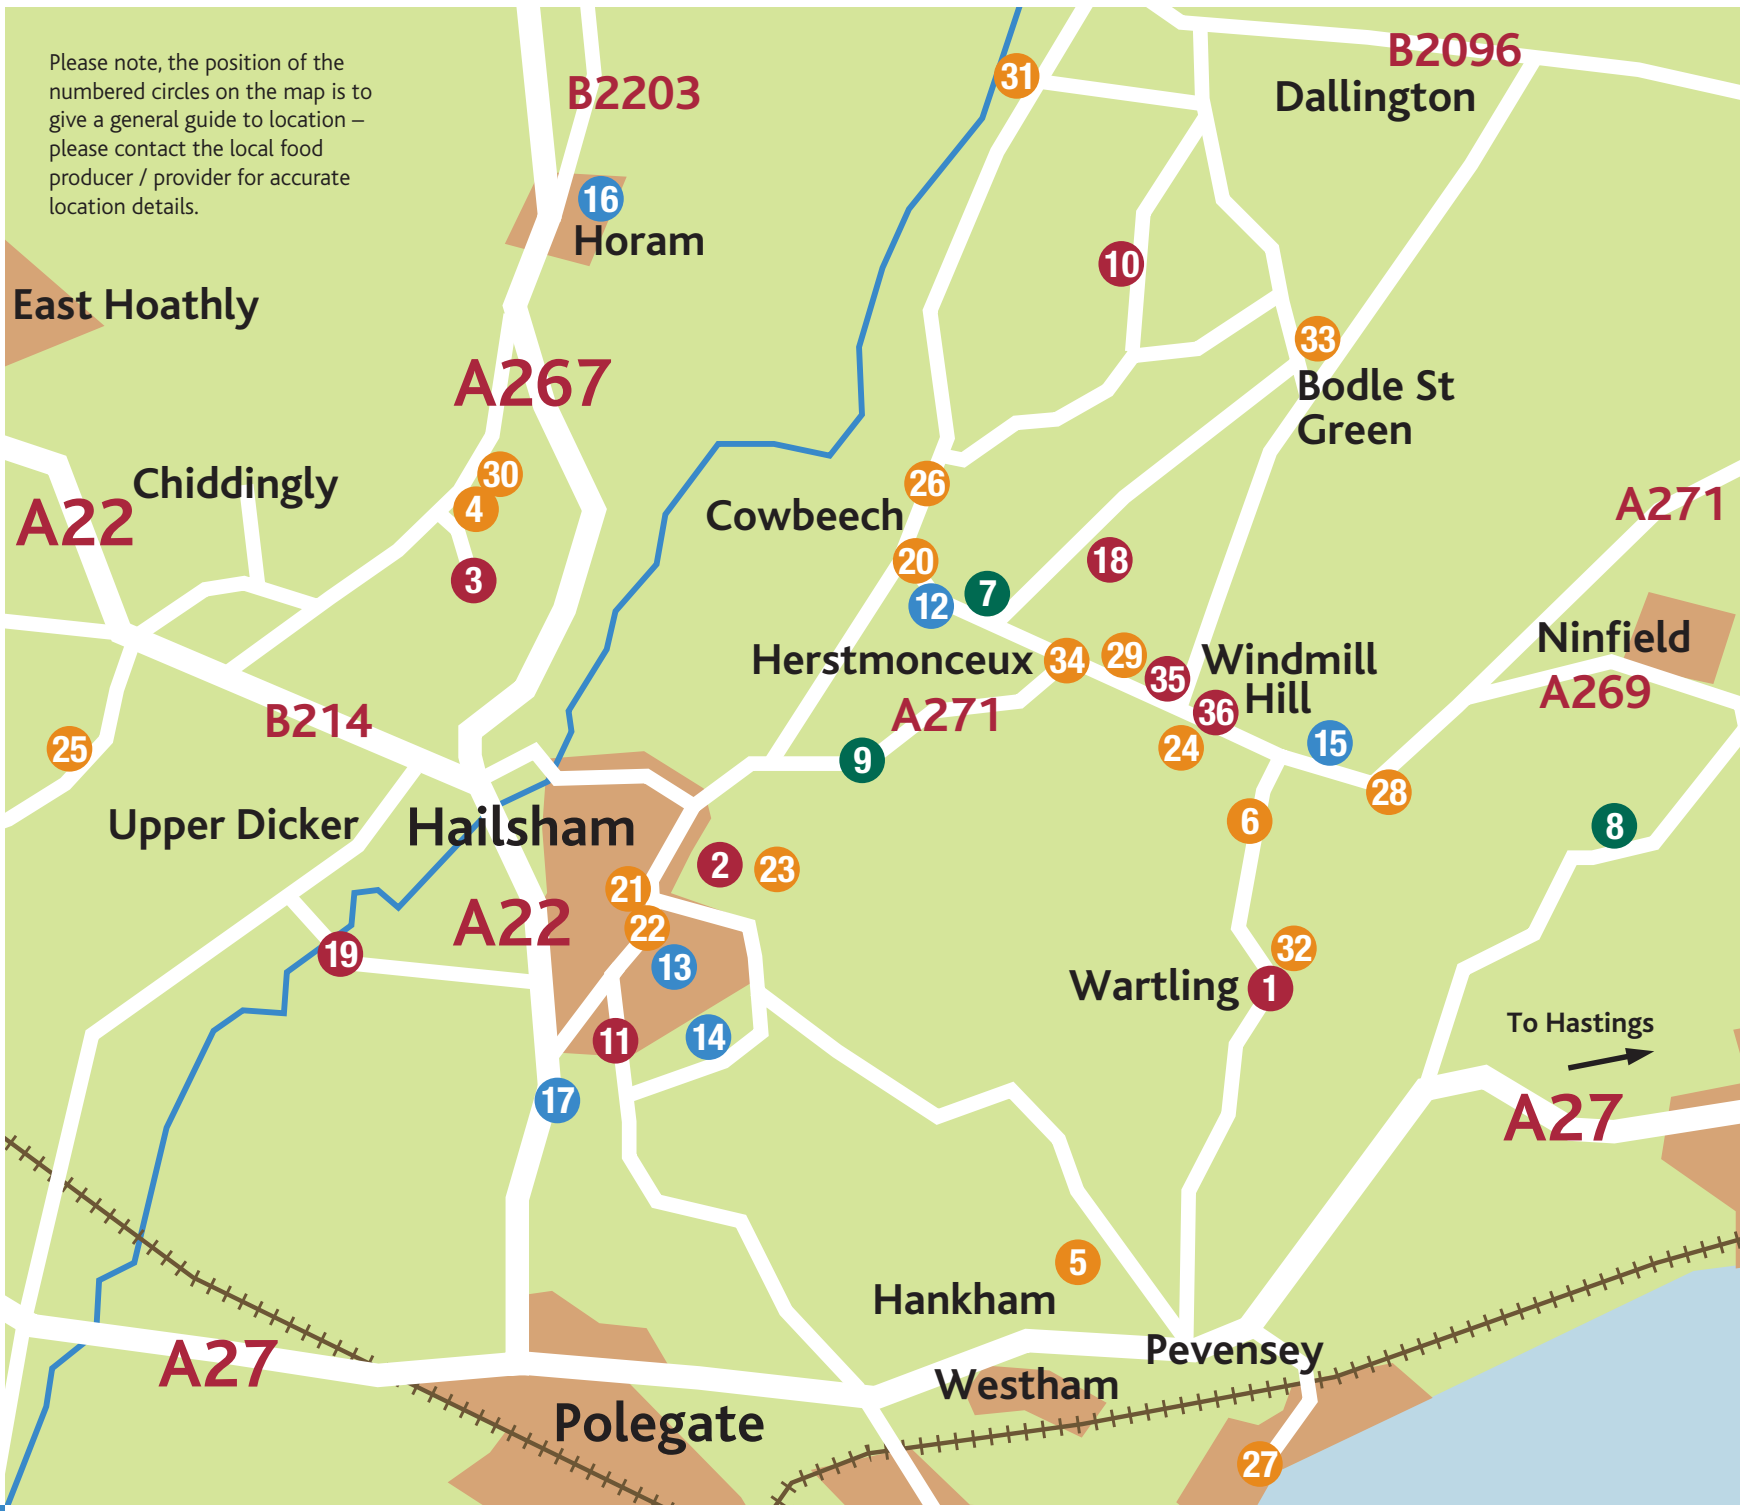 Please note, the position of the
numbered circles on the map is to
give a general guide to location –
please contact the local food
producer / provider for accurate
location details.
B2096
31
B2203
Dallington
16
Horam
10
East Hoathly
33
A267
Bodle St
Green
30
Chiddingly
26
A271
4
Cowbeech
A22
20
18
3
7
12
Ninfield
Herstmonceux
34
29
Windmill
Hill
35
A269
A271
36
B214
25
24
15
9
28
Upper Dicker
Hailsham
6
8
2
23
21
A22
22
32
19
13
Wartling
1
To Hastings
11
14
17
A27
5
Hankham
Pevensey
A27
Westham
Polegate
27